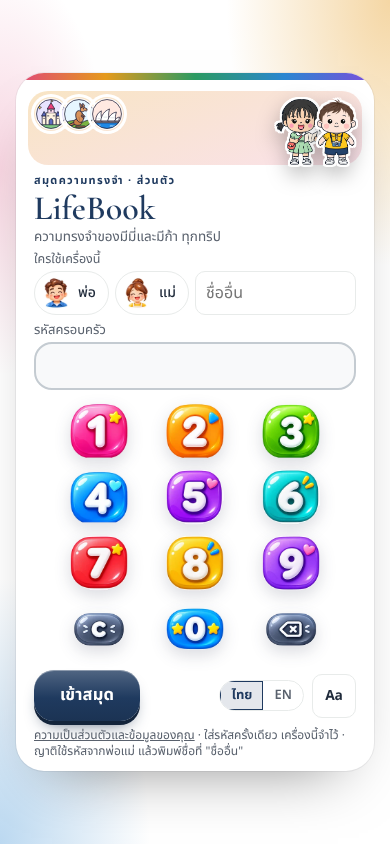 สมุดความทรงจำ · ส่วนตัว
LifeBook
ความทรงจำของมีมี่และมีก้า ทุกทริป
ใครใช้เครื่องนี้
พ่อ แม่ ชื่ออื่น
รหัสครอบครัว
1 2 3
4 5 6
7 8 9
C 0
เข้าสมุด ไทย EN Aa
ความเป็นส่วนตัวและข้อมูลของคุณ · ใส่รหัสครั้งเดียว เครื่องนี้จำไว้ ·
ญาติใช้รหัสจากพ่อแม่ แล้วพิมพ์ชื่อที่ "ชื่ออื่น"